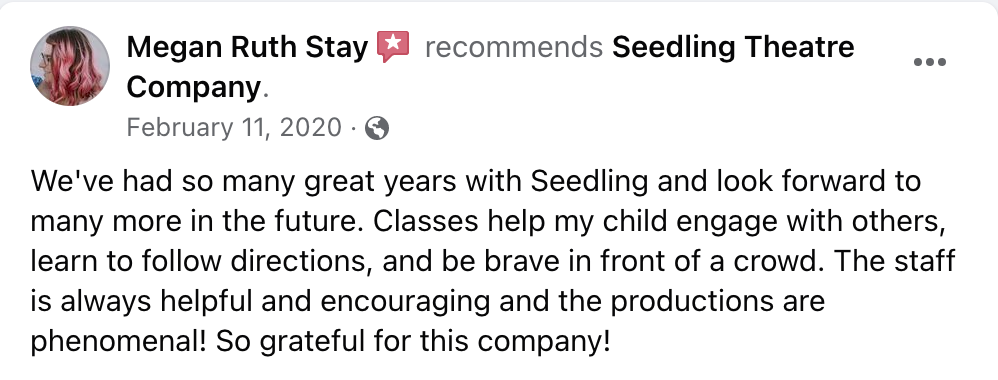 Megan Ruth Stay recommends Seedling Theatre
Company.
February 11, 2020 ·
We've had so many great years with Seedling and look forward to
many more in the future. Classes help my child engage with others,
learn to follow directions, and be brave in front of a crowd. The staff
is always helpful and encouraging and the productions are
phenomenal! So grateful for this company!